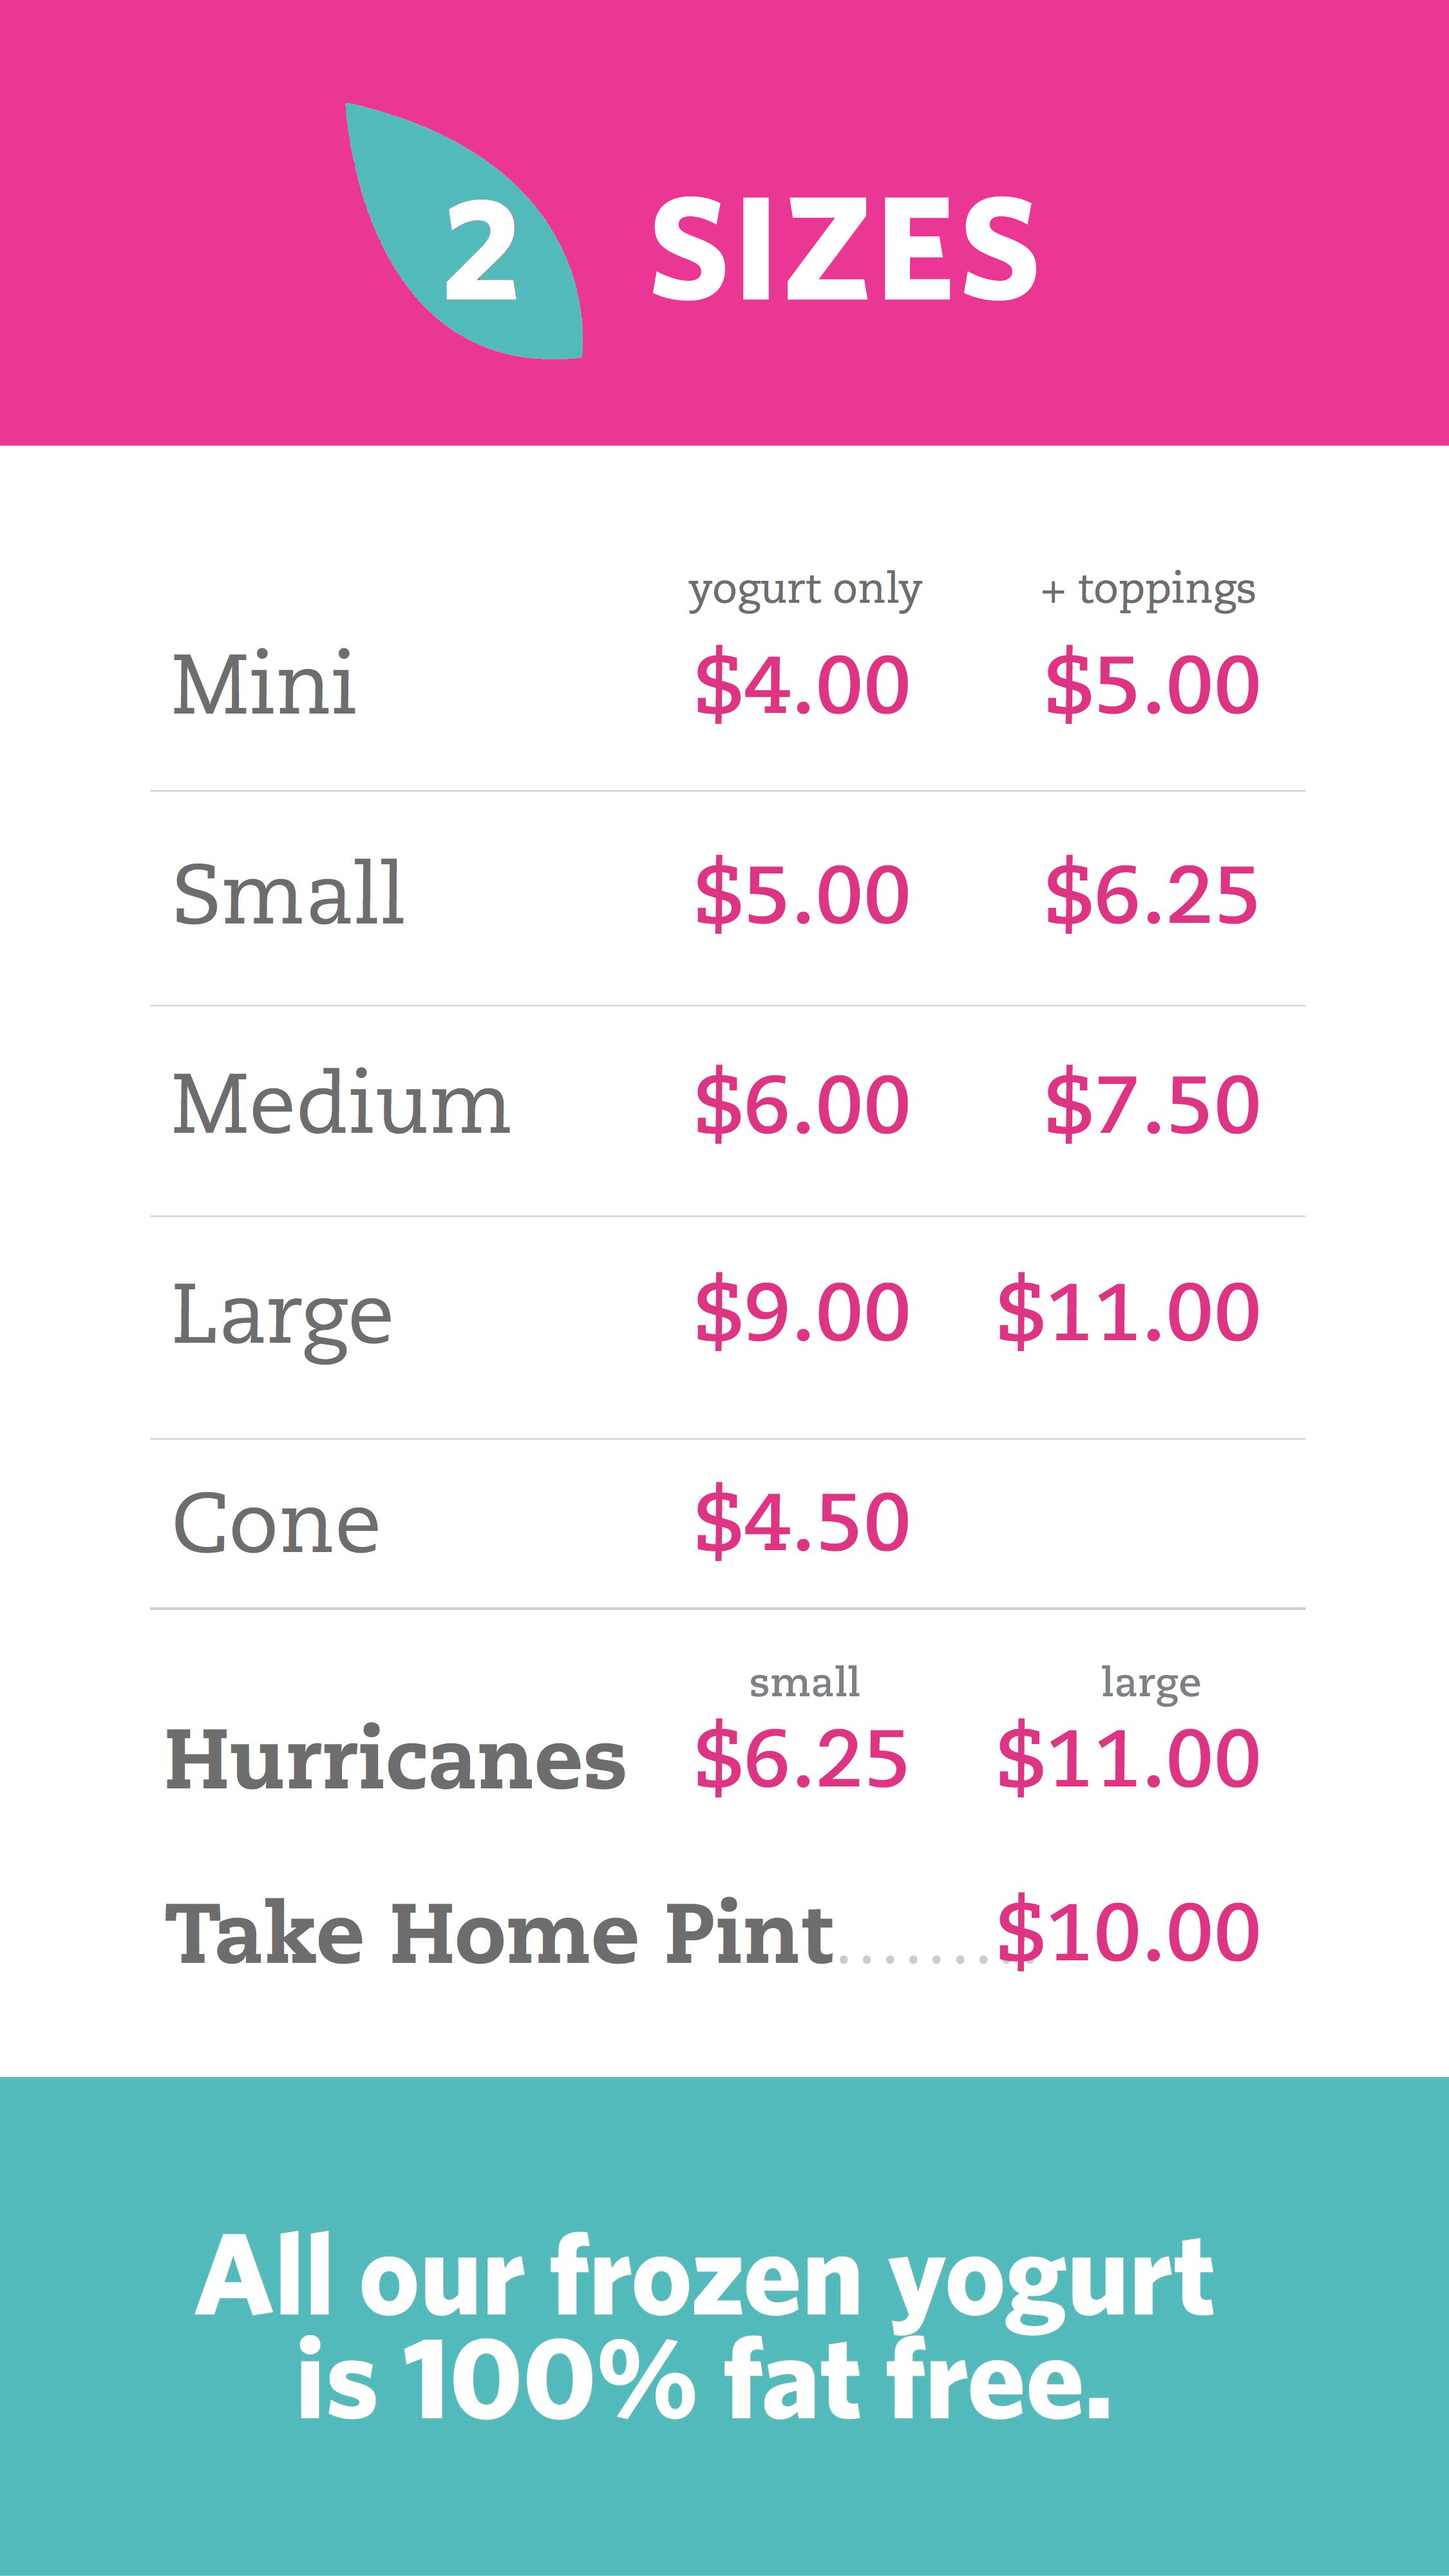 2 SIZES
yogurt only + toppings
Mini $4.00 $5.00
Small $5.00 $6.25
Medium $6.00 $7.50
Large $9.00 $11.00
Cone $4.50
small large
Hurricanes $6.25 $11.00
Take Home Pint......... $10.00
All our frozen yogurt
is 100% fat free.